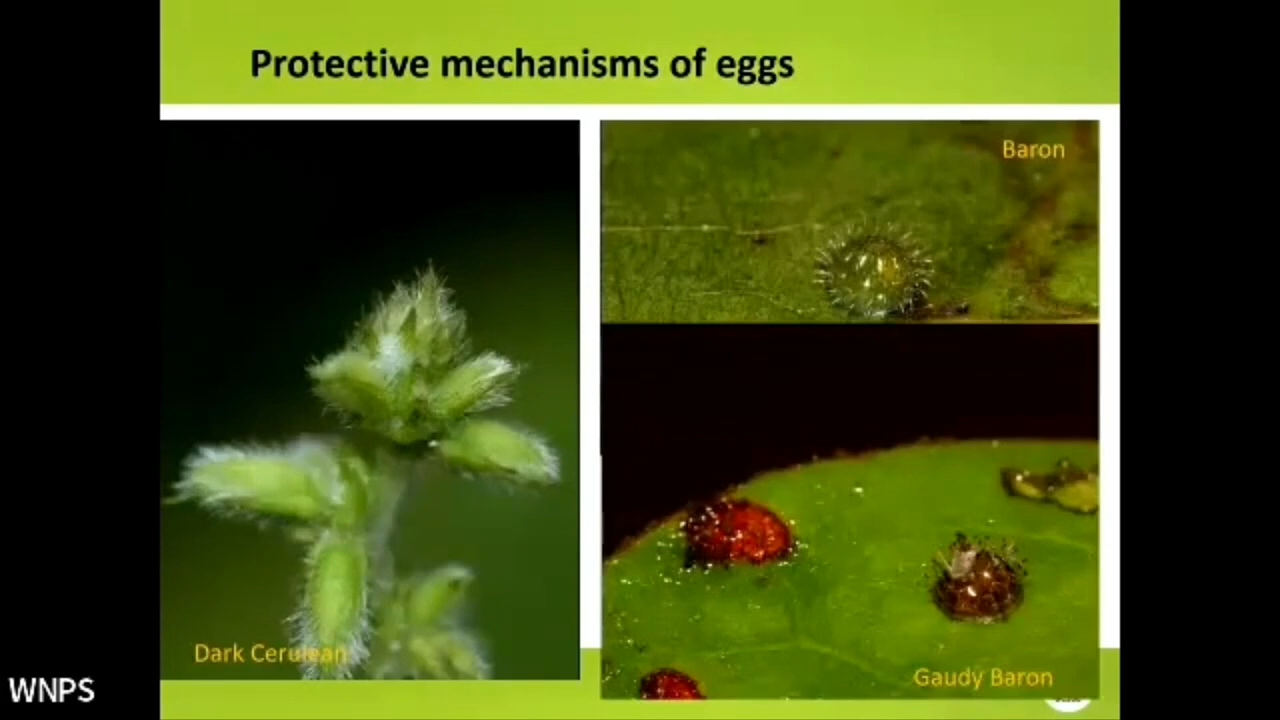 Protective mechanisms of eggs
Baron
Dark Cerulean
Gaudy Baron
WNPS